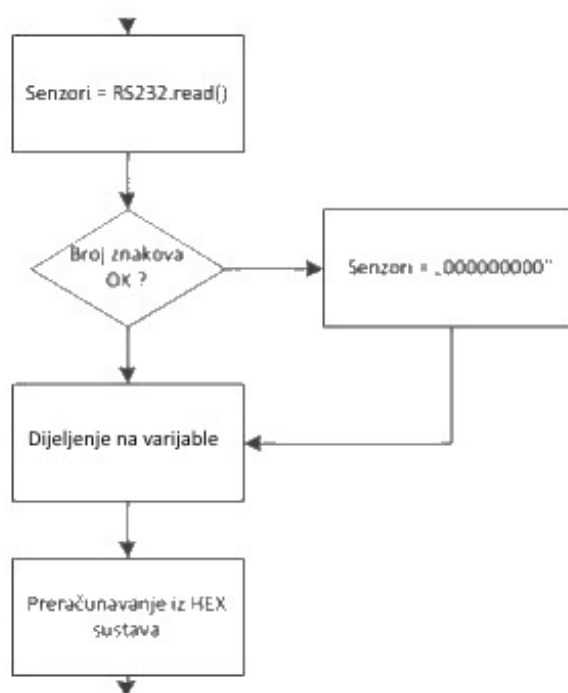 Senzori = RS232.read()
Broj znakova
OK ?
Senzori = „000000000"
Dijeljenje na varijable
Preračunavanje iz HEX
sustava